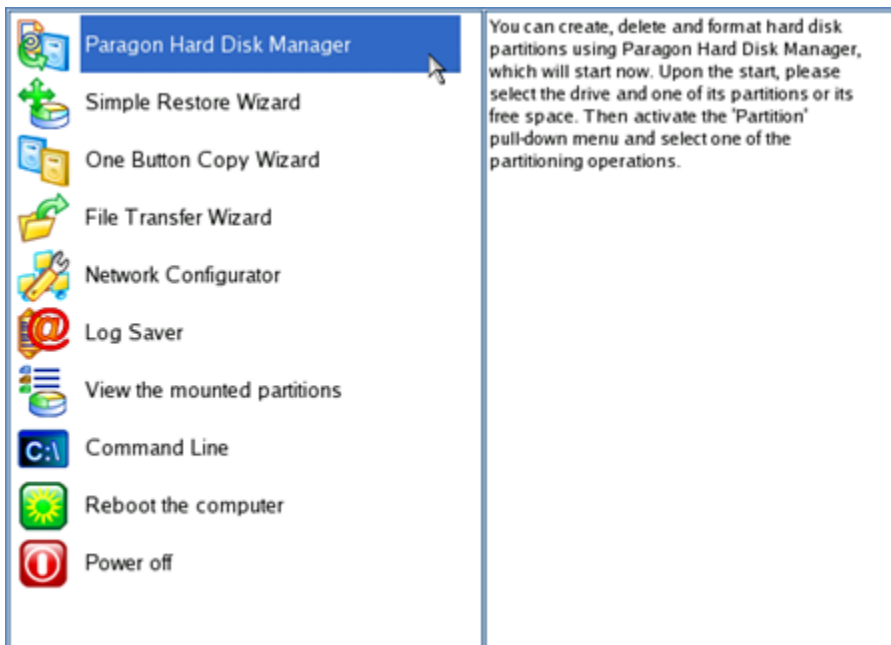 Paragon Hard Disk Manager
Simple Restore Wizard
One Button Copy Wizard
File Transfer Wizard
Network Configurator
Log Saver
View the mounted partitions
C:\
Command Line
Reboot the computer
Power off
You can create, delete and format hard disk
partitions using Paragon Hard Disk Manager,
which will start now. Upon the start, please
select the drive and one of its partitions or its
free space. Then activate the 'Partition'
pull-down menu and select one of the
partitioning operations.